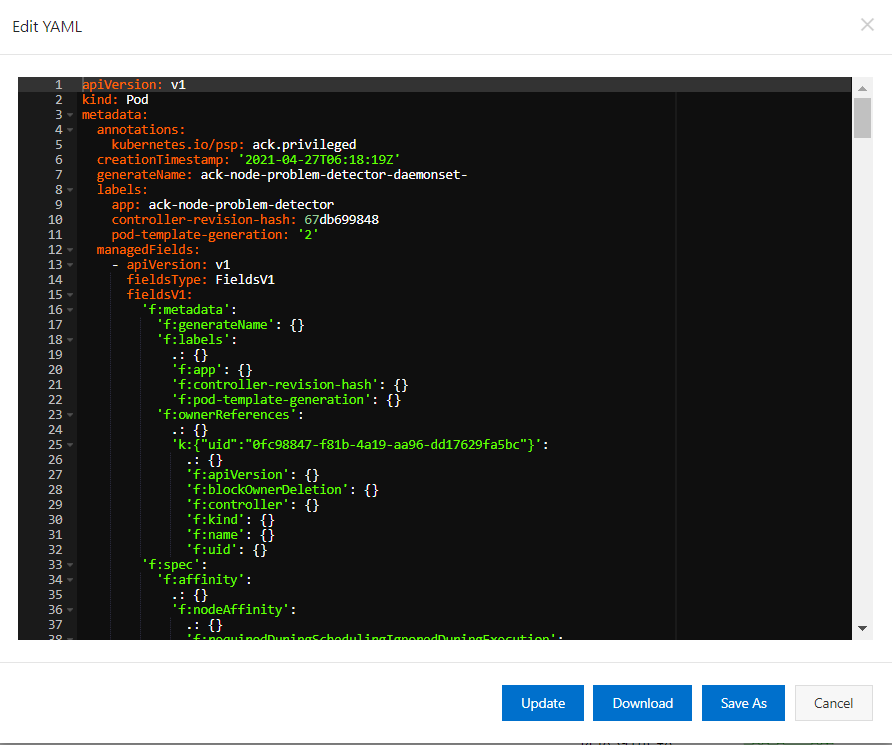 Edit YAML
1 apiVersion: v1
2 kind: Pod
3 metadata:
4 annotations:
5 kubernetes.io/psp: ack.privileged
6 creationTimestamp: '2021-04-27T06:18:19Z'
7 generateName: ack-node-problem-detector-daemonset-
8 labels:
9 app: ack-node-problem-detector
10 controller-revision-hash: 67db699848
11 pod-template-generation: '2'
12 managedFields:
13 - apiVersion: v1
14 fieldsType: FieldsV1
15 fieldsV1:
16 'f:metadata':
17 'f:generateName': {}
18 'f:labels':
19 .: {}
20 'f:app': {}
21 'f:controller-revision-hash': {}
22 'f:pod-template-generation': {}
23 'f:ownerReferences':
24 .: {}
25 'k:{"uid":"0fc98847-f81b-4a19-aa96-dd17629fa5bc"}':
26 .: {}
27 'f:apiVersion': {}
28 'f:blockOwnerDeletion': {}
29 'f:controller': {}
30 'f:kind': {}
31 'f:name': {}
32 'f:uid': {}
33 'f:spec':
34 'f:affinity':
35 .: {}
36 'f:nodeAffinity':
37 .: {}
38 'f:requiredDuringSchedulingIgnoredDuringExecution':
Update Download Save As Cancel